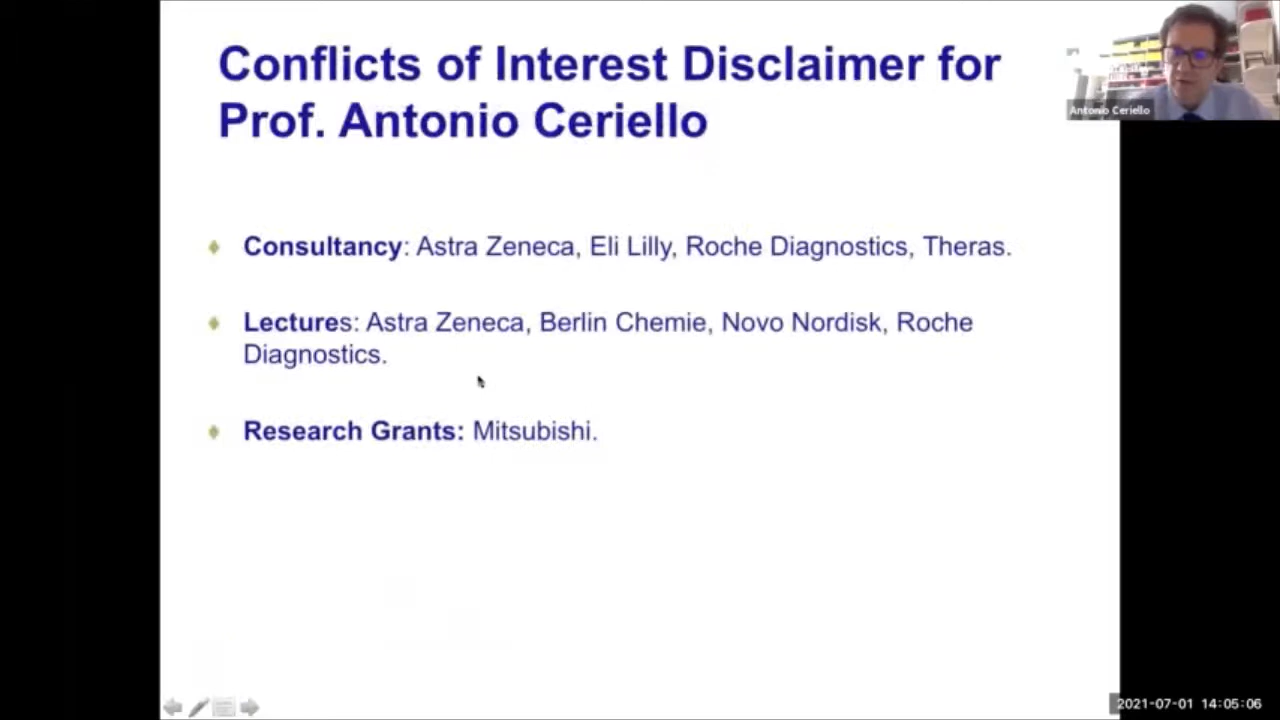 Conflicts of Interest Disclaimer for
Prof. Antonio Ceriello
Antonio Ceriello
Consultancy: Astra Zeneca, Eli Lilly, Roche Diagnostics, Theras.
Lectures: Astra Zeneca, Berlin Chemie, Novo Nordisk, Roche
Diagnostics.
Research Grants: Mitsubishi.
2021-07-01 14:05:06